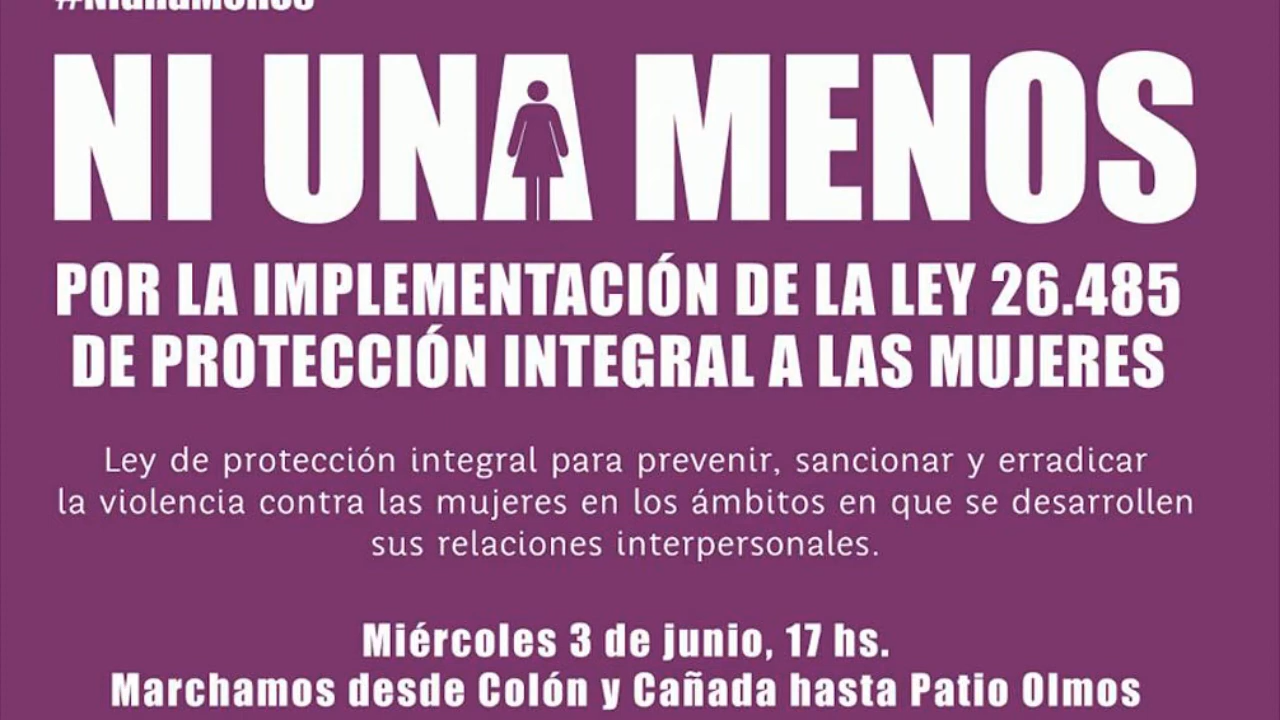 #NiunaMenos
NI UNA MENOS
POR LA IMPLEMENTACIÓN DE LA LEY 26.485
DE PROTECCIÓN INTEGRAL A LAS MUJERES
Ley de protección integral para prevenir, sancionar y erradicar
la violencia contra las mujeres en los ámbitos en que se desarrollen
sus relaciones interpersonales.
Miércoles 3 de junio, 17 hs.
Marchamos desde Colón y Cañada hasta Patio Olmos